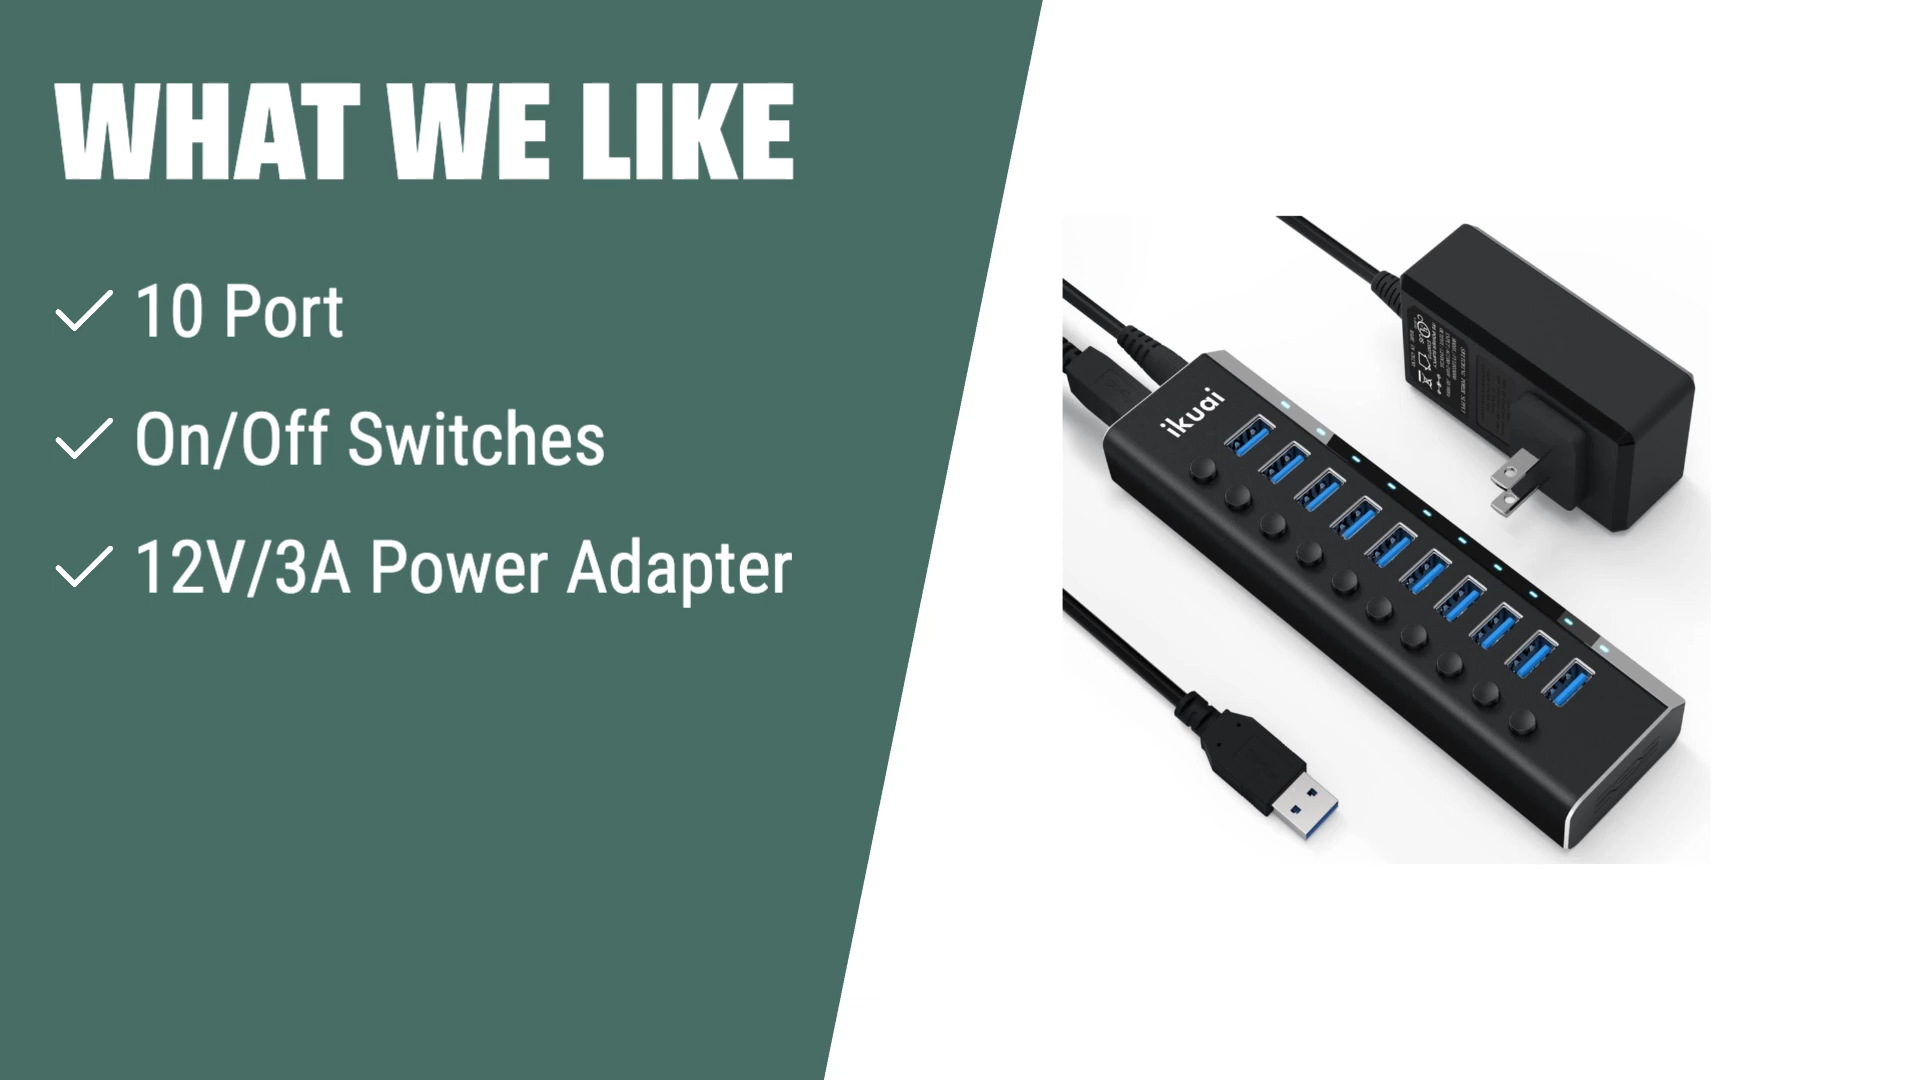 WHAT WE LIKE
10 Port
On/Off Switches
12V/3A Power Adapter
ikuai